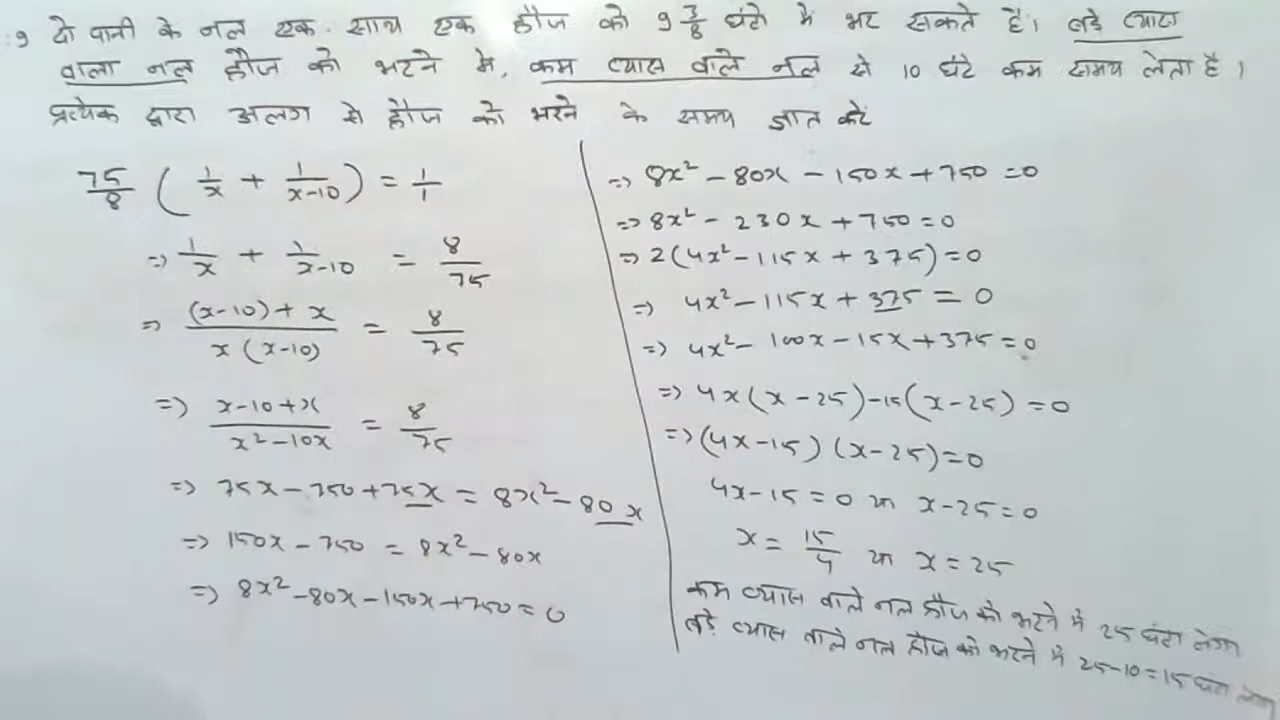 9 दो पानी के नल एक साथ एक हौज को 9 3/8 घंटो में भर सकते हैं। बड़े व्यास
वाला नल हौज को भरने में, कम व्यास वाले नल से 10 घंटे कम समय लेता है।
प्रत्येक द्वारा अलग से हौज को भरने के समय ज्ञात करें
75/8 ( 1/x + 1/(x-10) ) = 1/1
=> 1/x + 1/(x-10) = 8/75
=> ((x-10)+x)/(x(x-10)) = 8/75
=> (x-10+x)/(x²-10x) = 8/75
=> 75x-750+75x = 8x²-80x
=> 150x-750 = 8x²-80x
=> 8x²-80x-150x+750=0
=> 8x²-80x-150x+750=0
=> 8x²-230x+750=0
=> 2(4x²-115x+375)=0
=> 4x²-115x+375=0
=> 4x²-100x-15x+375=0
=> 4x(x-25)-15(x-25)=0
=> (4x-15)(x-25)=0
4x-15=0 या x-25=0
x=15/4 या x=25
कम व्यास वाले नल हौज को भरने में 25 घंटा लेगा
बड़े व्यास वाले नल हौज को भरने में 25-10=15 घंटा लेगा